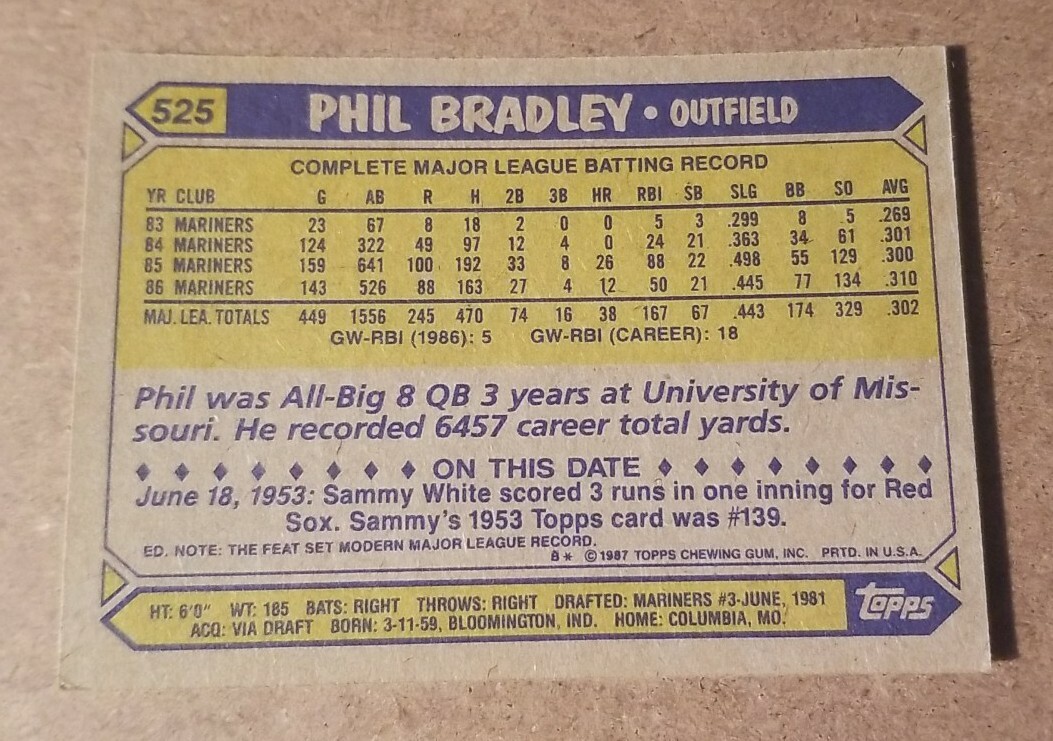 525 PHIL BRADLEY • OUTFIELD
COMPLETE MAJOR LEAGUE BATTING RECORD
YR CLUB G AB R H 2B 3B HR RBI SB SLG BB SO AVG
83 MARINERS 23 67 8 18 2 0 0 5 3 .299 8 5 .269
84 MARINERS 124 322 49 97 12 4 0 24 21 .363 34 61 .301
85 MARINERS 159 641 100 192 33 8 26 88 22 .498 55 129 .300
86 MARINERS 143 526 88 163 27 4 12 50 21 .445 77 134 .310
MAJ. LEA. TOTALS 449 1556 245 470 74 16 38 167 67 .443 174 329 .302
GW-RBI (1986): 5 GW-RBI (CAREER): 18
Phil was All-Big 8 QB 3 years at University of Mis-
souri. He recorded 6457 career total yards.
ON THIS DATE
June 18, 1953: Sammy White scored 3 runs in one inning for Red
Sox. Sammy's 1953 Topps card was #139.
ED. NOTE: THE FEAT SET MODERN MAJOR LEAGUE RECORD.
B* ©1987 TOPPS CHEWING GUM, INC. PRTD. IN U.S.A.
HT: 6'0" WT: 185 BATS: RIGHT THROWS: RIGHT DRAFTED: MARINERS #3-JUNE, 1981
ACQ: VIA DRAFT BORN: 3-11-59, BLOOMINGTON, IND. HOME: COLUMBIA, MO.
topps